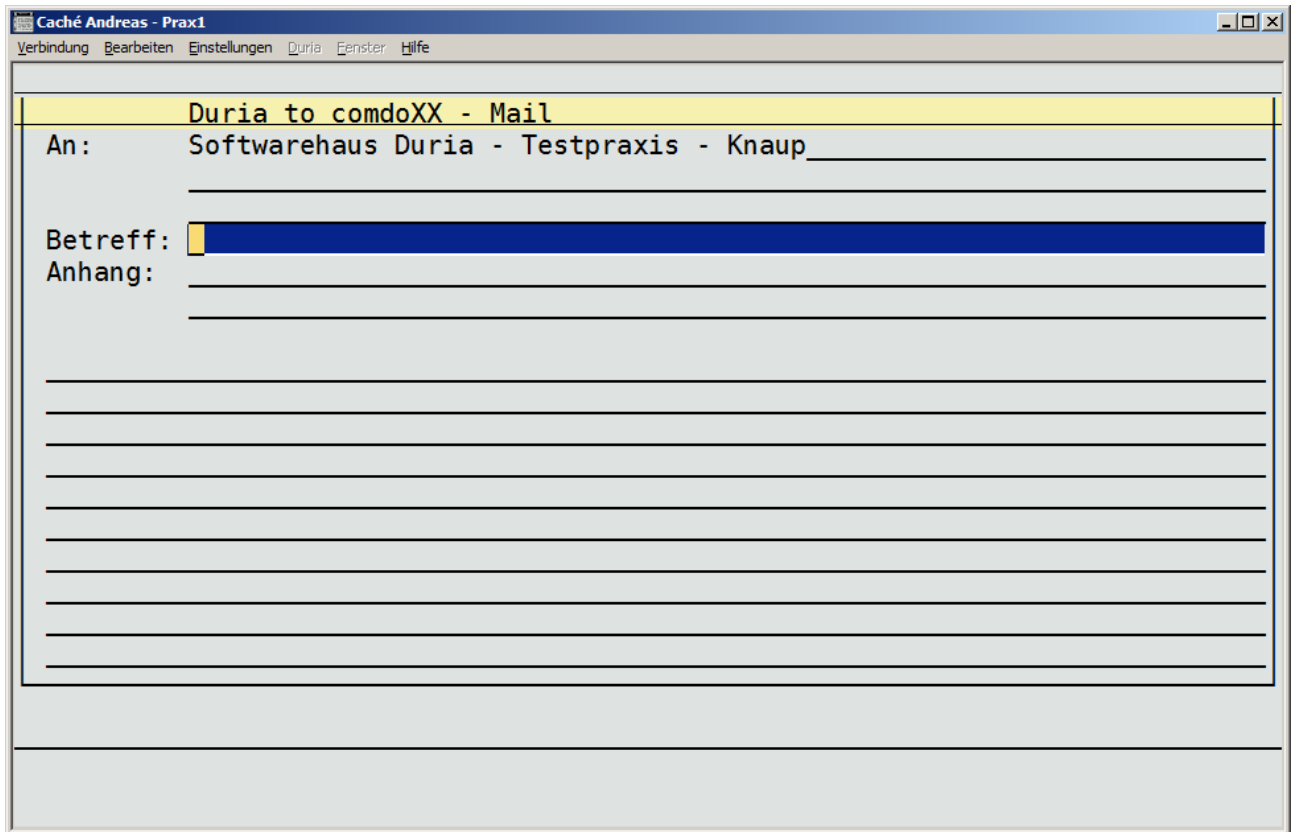 Caché Andreas - Prax1
Verbindung Bearbeiten Einstellungen Duria Fenster Hilfe
Duria to comdoXX - Mail
An: Softwarehaus Duria - Testpraxis - Knaup
Betreff:
Anhang: